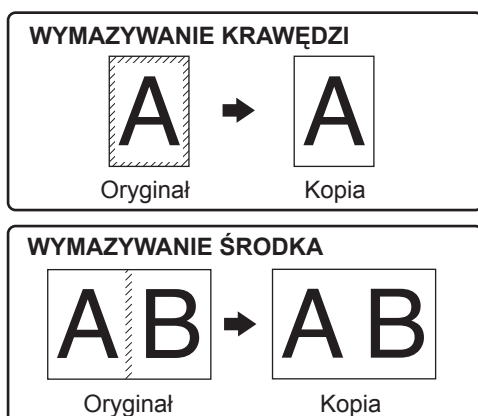 WYMAZYWANIE KRAWĘDZI
A A
Oryginał Kopia
WYMAZYWANIE ŚRODKA
A B A B
Oryginał Kopia